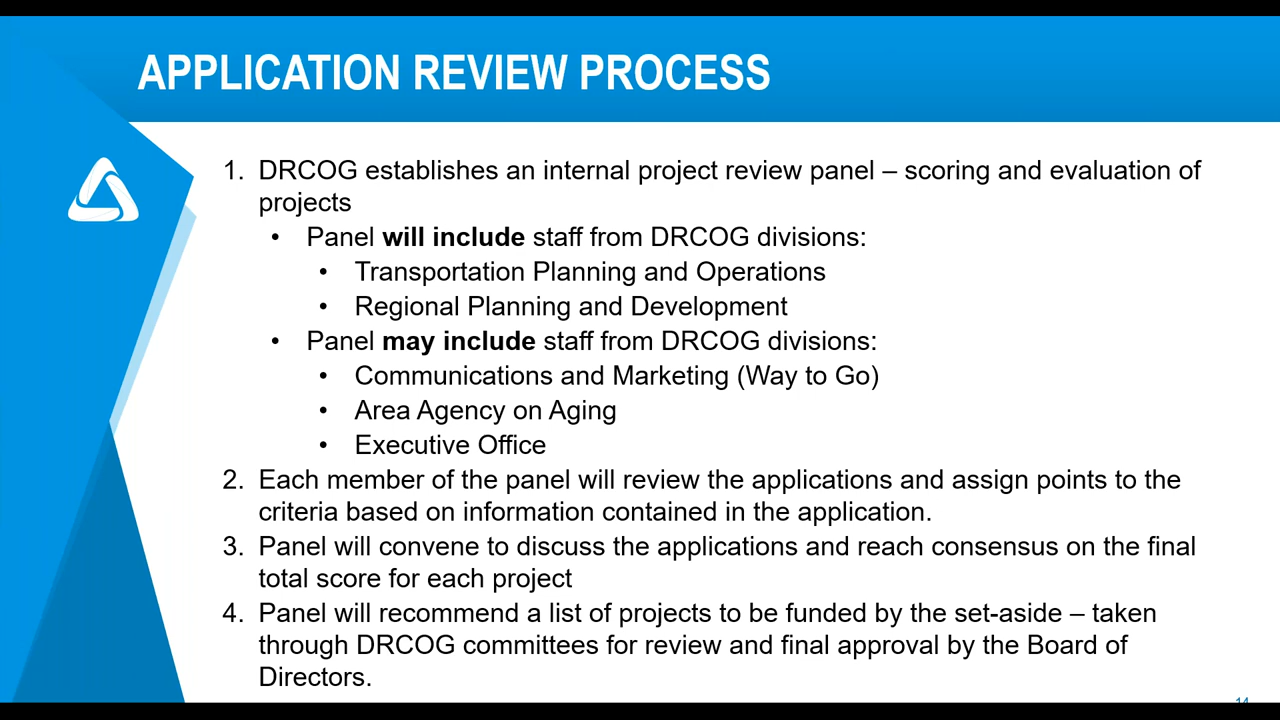 APPLICATION REVIEW PROCESS
1. DRCOG establishes an internal project review panel – scoring and evaluation of
projects
• Panel will include staff from DRCOG divisions:
• Transportation Planning and Operations
• Regional Planning and Development
• Panel may include staff from DRCOG divisions:
• Communications and Marketing (Way to Go)
• Area Agency on Aging
• Executive Office
2. Each member of the panel will review the applications and assign points to the
criteria based on information contained in the application.
3. Panel will convene to discuss the applications and reach consensus on the final
total score for each project
4. Panel will recommend a list of projects to be funded by the set-aside – taken
through DRCOG committees for review and final approval by the Board of
Directors.
14